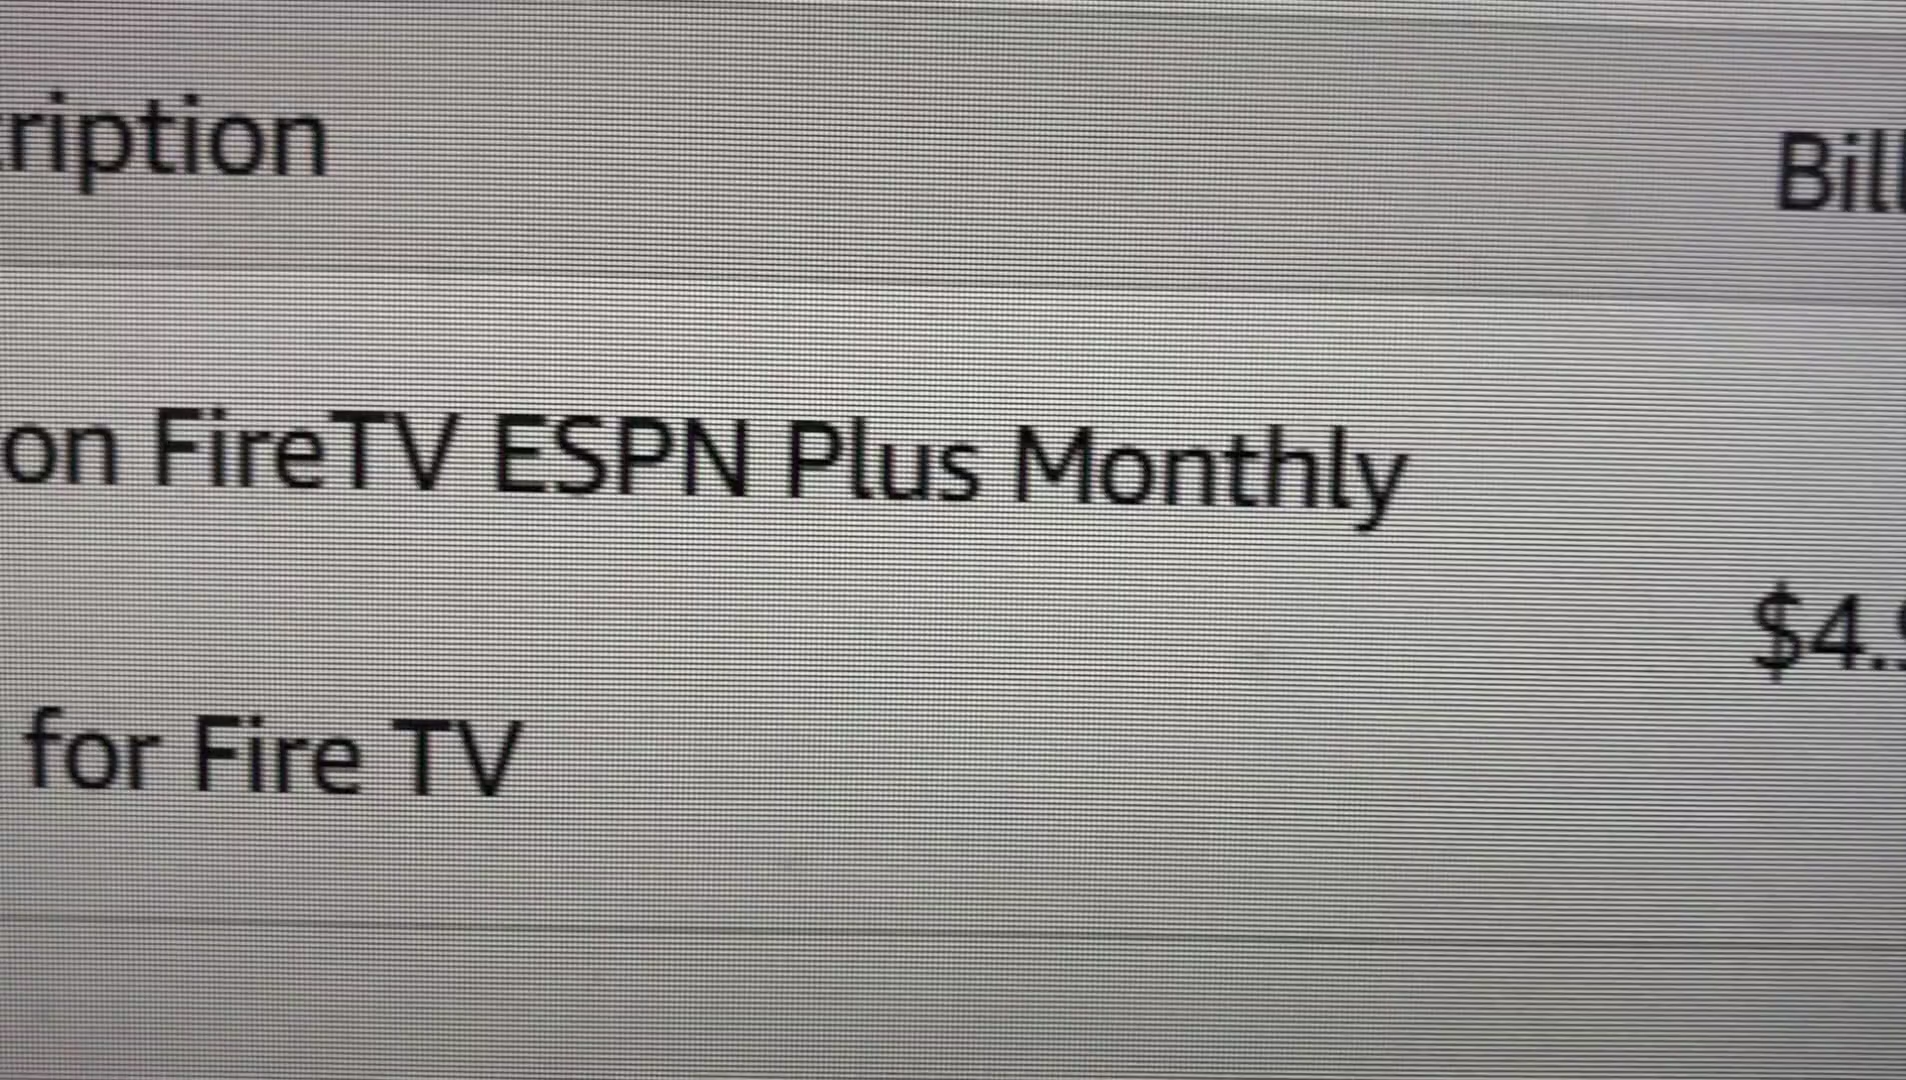 ription
Bill
on FireTV ESPN Plus Monthly
$4.
for Fire TV